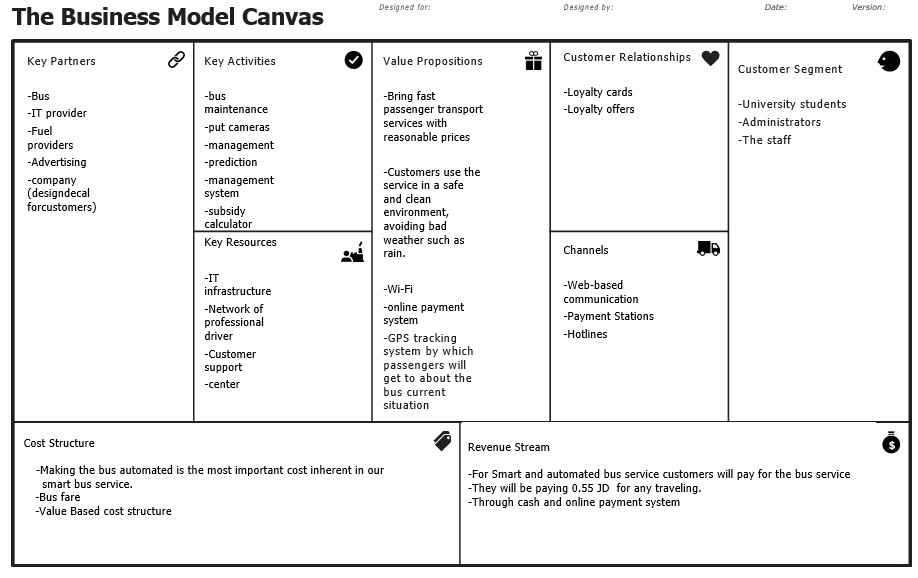 The Business Model Canvas
Designed for:
Designed by:
Date:
Version:
Key Partners
-Bus
-IT provider
-Fuel
providers
-Advertising
-company
(designdecal
forcustomers)
Key Activities
-bus
maintenance
-put cameras
-management
-prediction
-management
system
-subsidy
calculator
Key Resources
-IT
infrastructure
-Network of
professional
driver
-Customer
support
-center
Value Propositions
-Bring fast
passenger transport
services with
reasonable prices
-Customers use the
service in a safe
and clean
environment,
avoiding bad
weather such as
rain.
-Wi-Fi
-online payment
system
-GPS tracking
system by which
passengers will
get to about the
bus current
situation
Customer Relationships
-Loyalty cards
-Loyalty offers
Channels
-Web-based
communication
-Payment Stations
-Hotlines
Customer Segment
-University students
-Administrators
-The staff
Cost Structure
-Making the bus automated is the most important cost inherent in our
smart bus service.
-Bus fare
-Value Based cost structure
Revenue Stream
$
-For Smart and automated bus service customers will pay for the bus service
-They will be paying 0.55 JD for any traveling.
-Through cash and online payment system